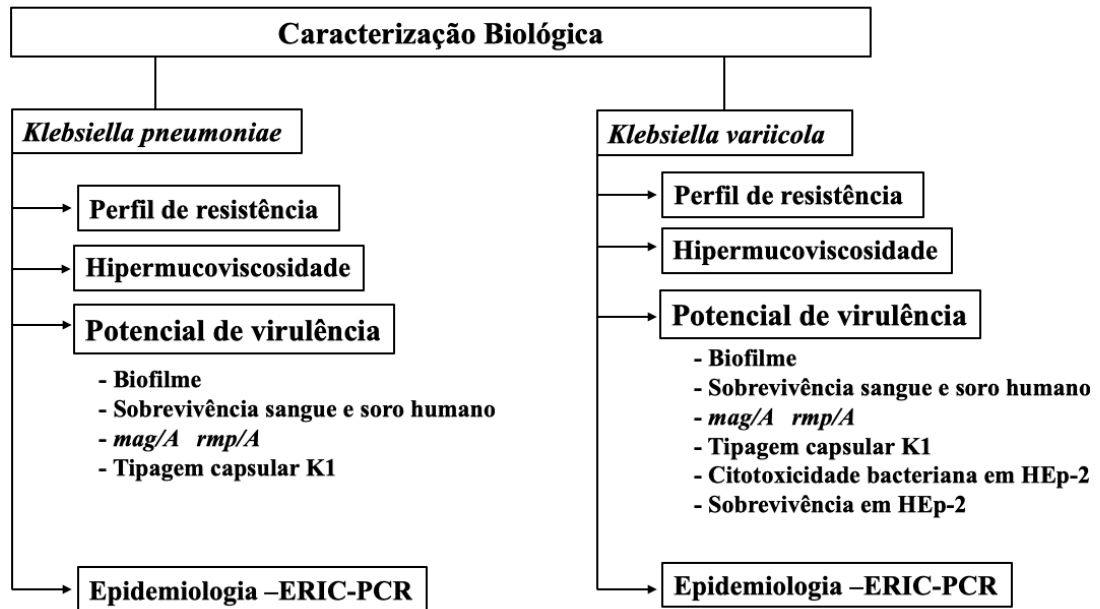 Caracterização Biológica
Klebsiella pneumoniae
Perfil de resistência
Hipermucoviscosidade
Potencial de virulência
- Biofilme
- Sobrevivência sangue e soro humano
- mag/A rmp/A
- Tipagem capsular K1
Epidemiologia –ERIC-PCR
Klebsiella variicola
Perfil de resistência
Hipermucoviscosidade
Potencial de virulência
- Biofilme
- Sobrevivência sangue e soro humano
- mag/A rmp/A
- Tipagem capsular K1
- Citotoxicidade bacteriana em HEp-2
- Sobrevivência em HEp-2
Epidemiologia –ERIC-PCR